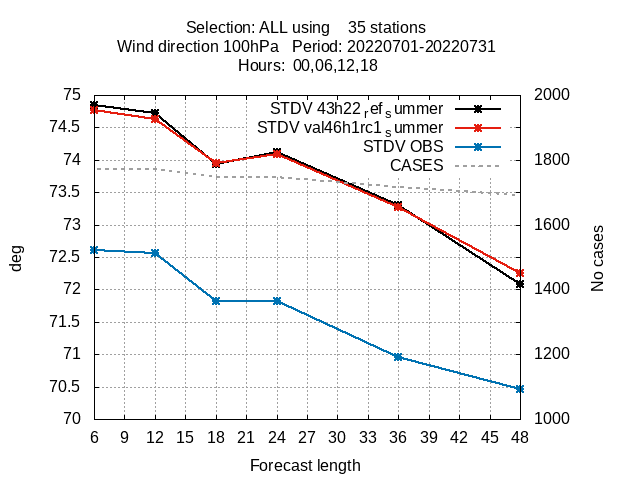 Selection: ALL using 35 stations
Wind direction 100hPa Period: 20220701-20220731
Hours: 00,06,12,18
STDV 43h22_ref_summer
STDV val46h1rc1_summer
STDV OBS
CASES
75
74.5
74
73.5
73
72.5
72
71.5
71
70.5
70
2000
1800
1600
1400
1200
1000
deg
No cases
6 9 12 15 18 21 24 27 30 33 36 39 42 45 48
Forecast length